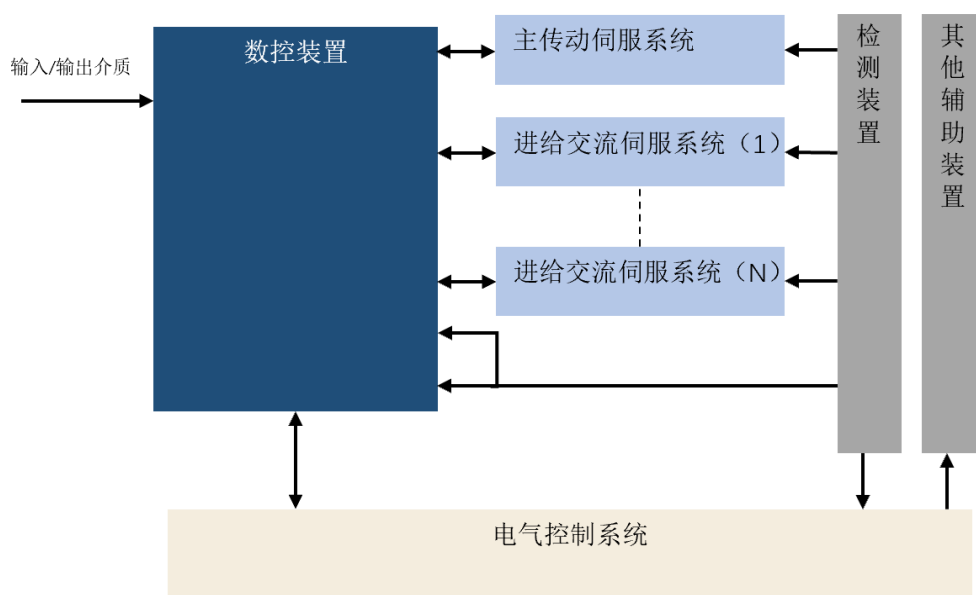 输入/输出介质
数控装置
主传动伺服系统
进给交流伺服系统（1）
进给交流伺服系统（N）
检测装置
其他辅助装置
电气控制系统